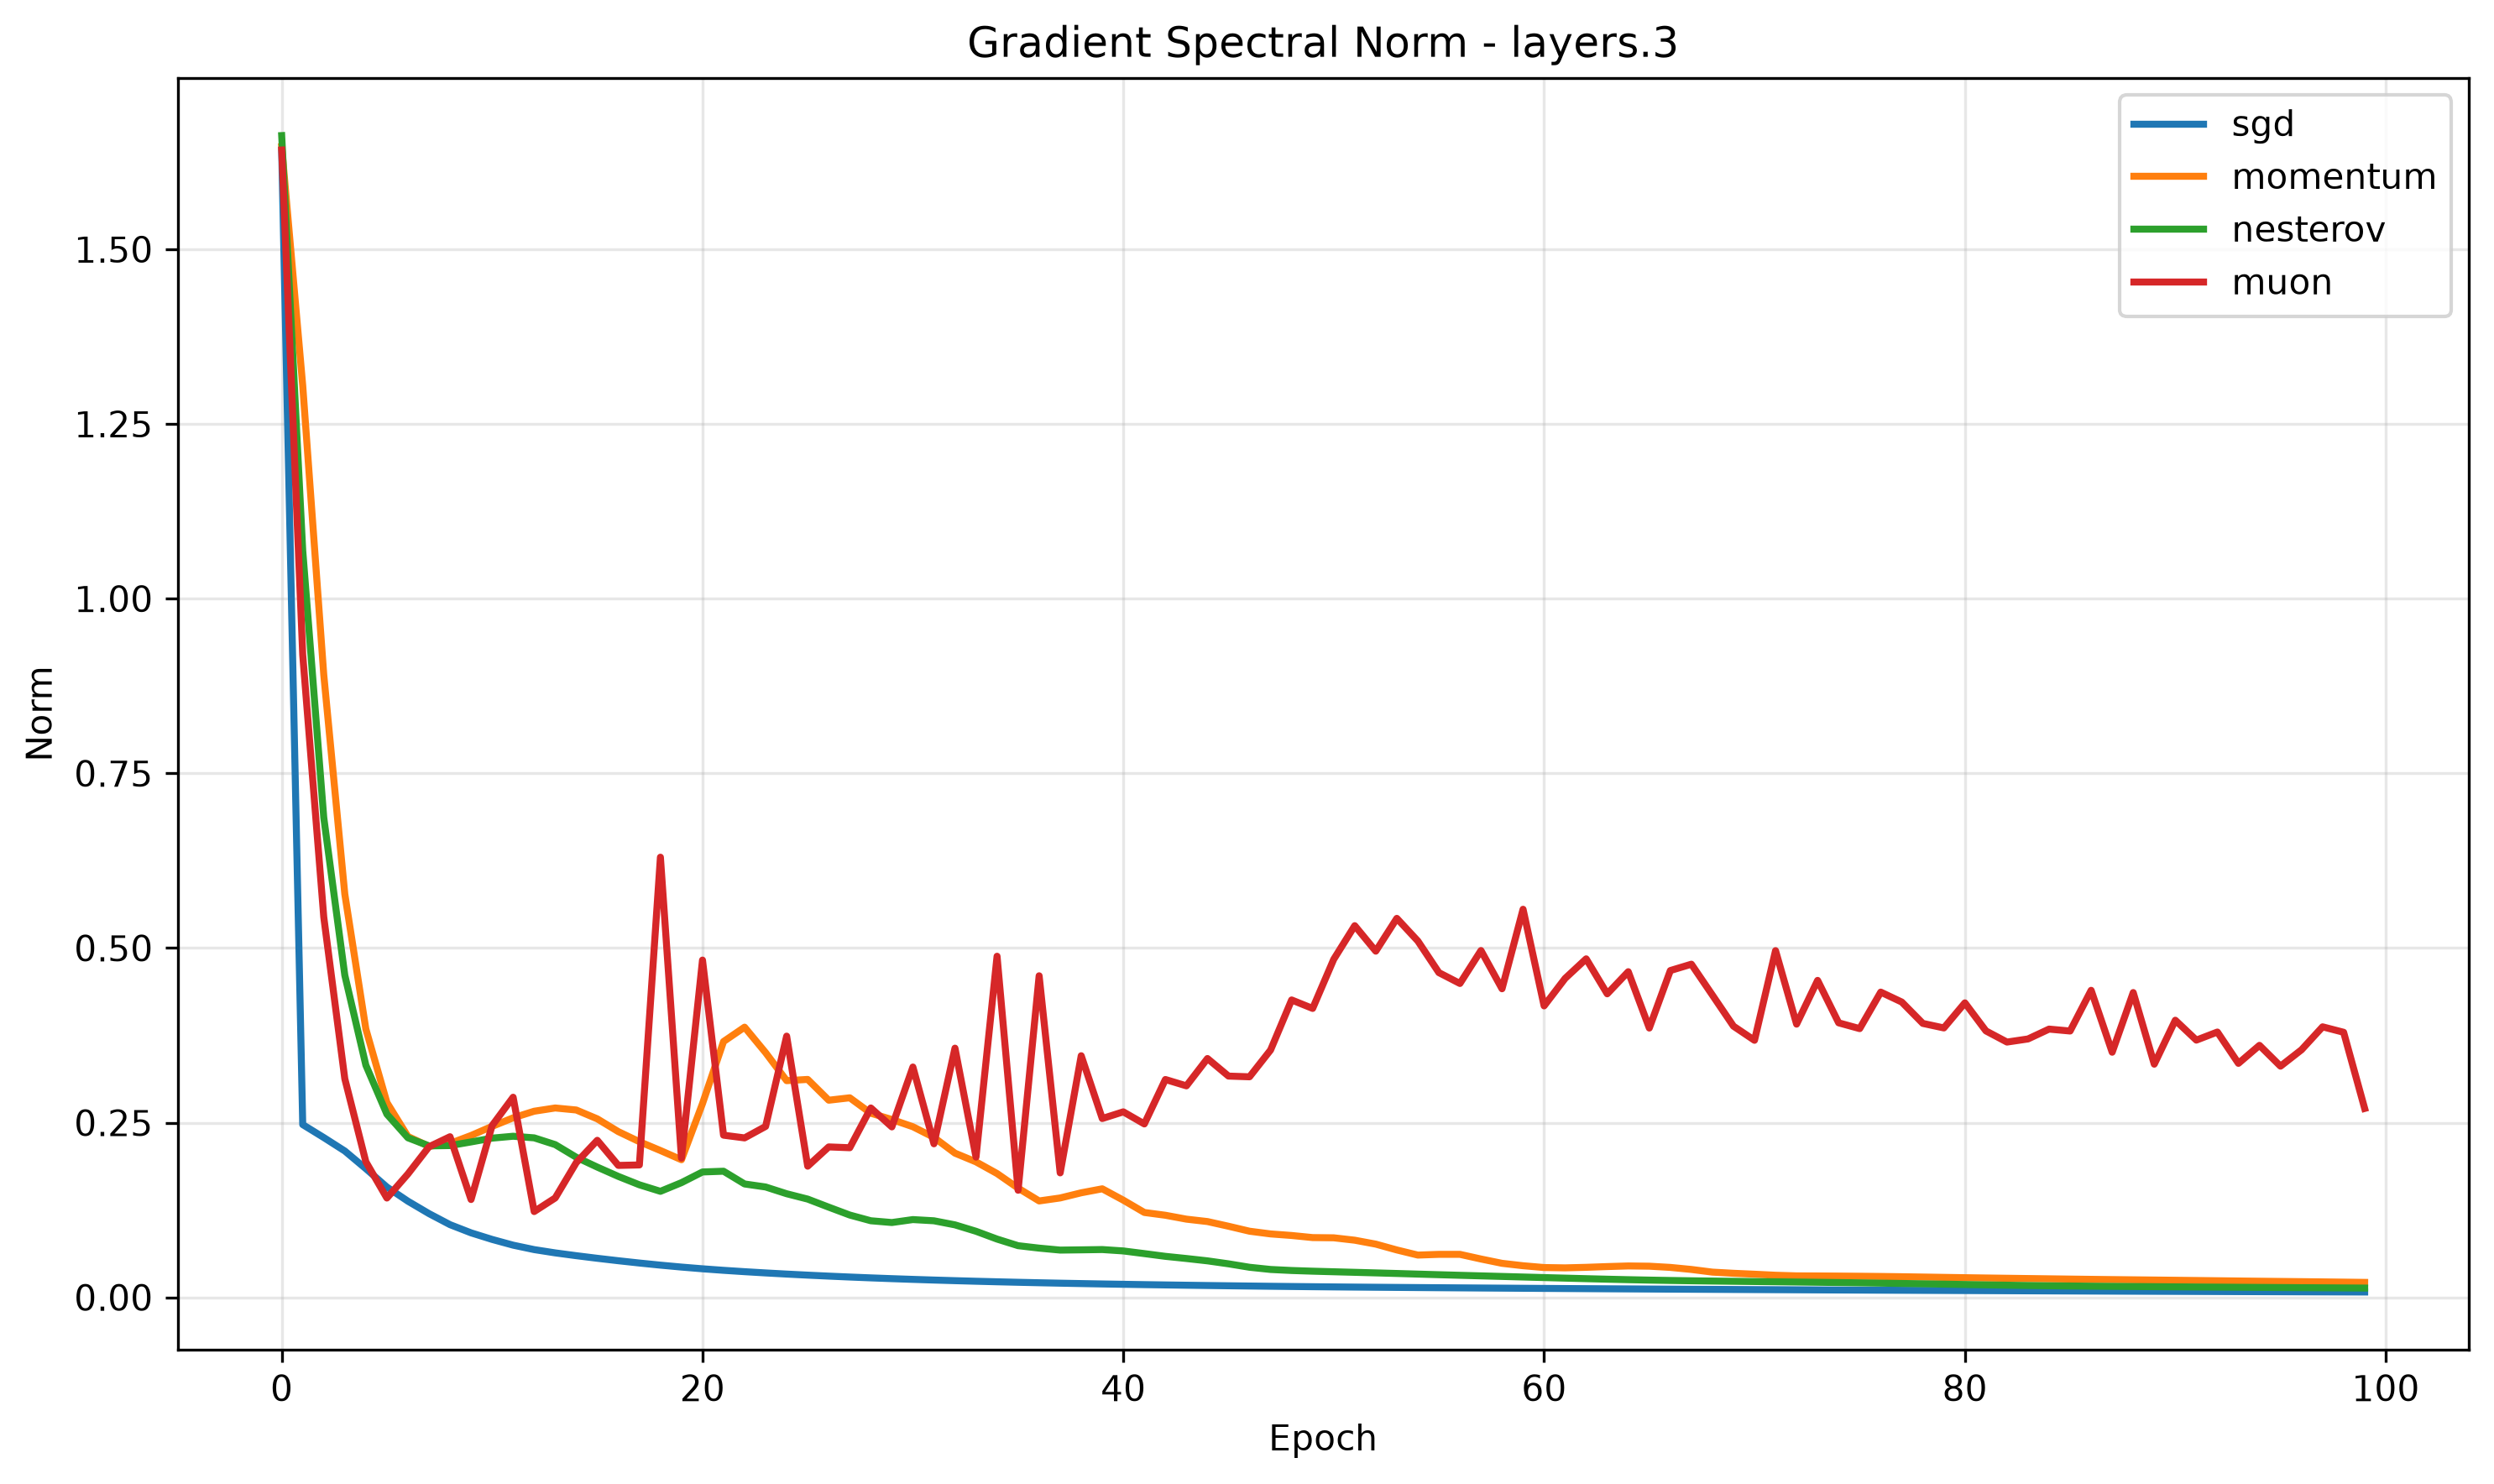 Gradient Spectral Norm - layers.3
sgd
momentum
nesterov
muon
Norm
1.50
1.25
1.00
0.75
0.50
0.25
0.00
0 20 40 60 80 100
Epoch